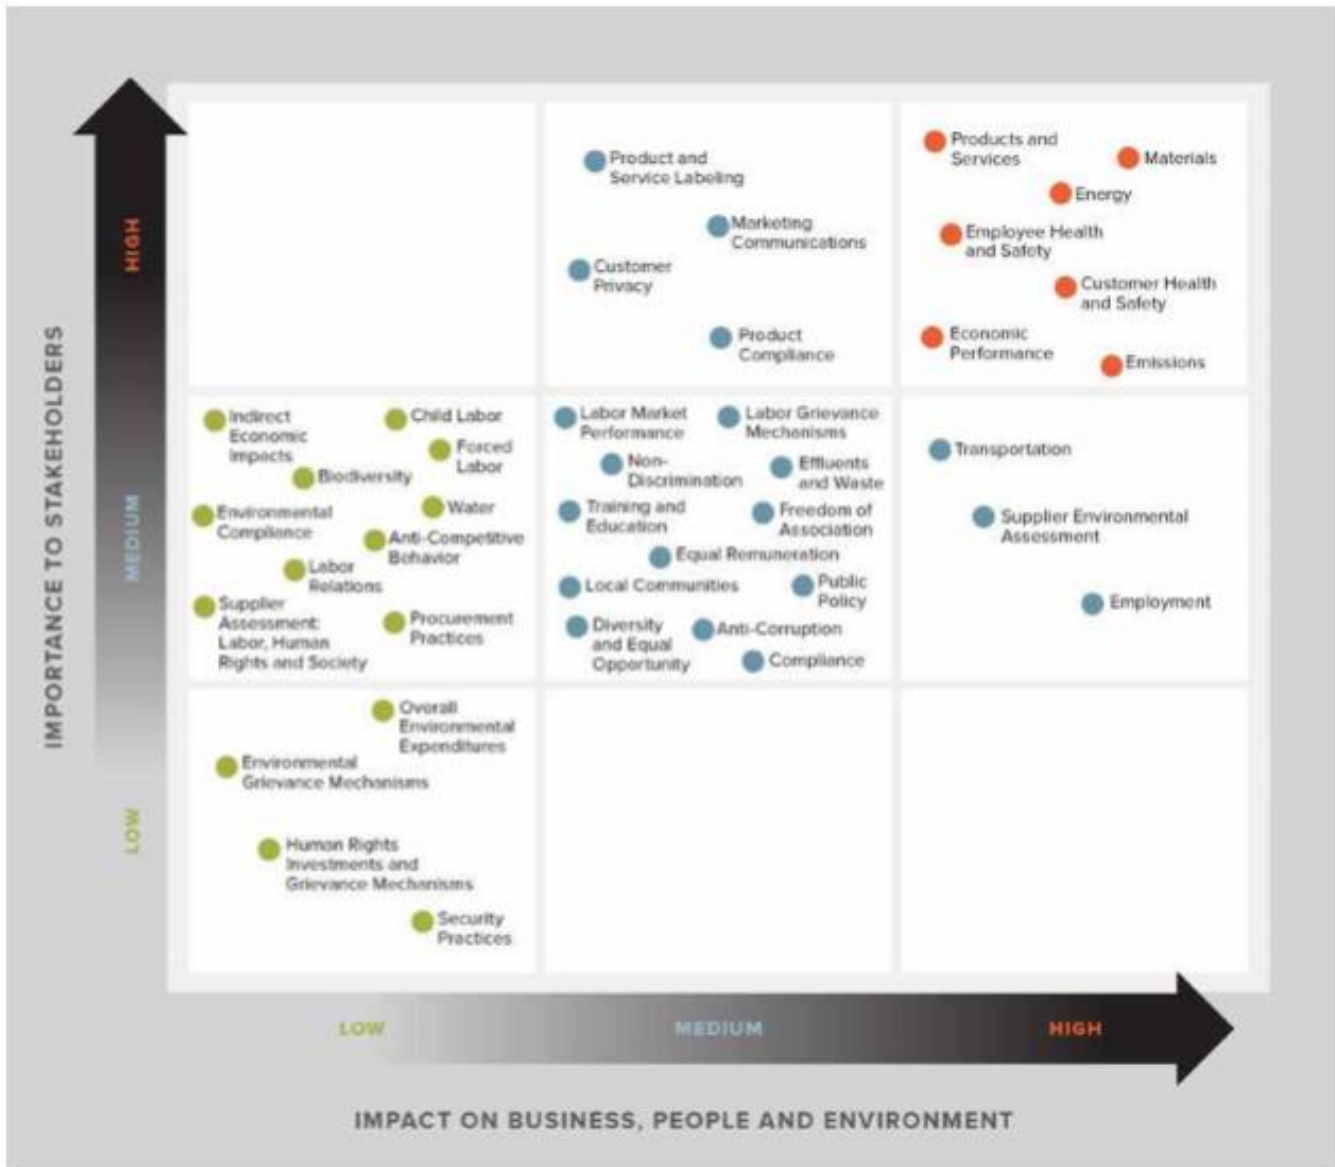 IMPORTANCE TO STAKEHOLDERS
HIGH
MEDIUM
LOW
Product and
Service Labeling
Marketing
Communications
Customer
Privacy
Product
Compliance
Products and
Services
Materials
Energy
Employee Health
and Safety
Customer Health
and Safety
Economic
Performance
Emissions
Indirect
Economic
Impacts
Child Labor
Forced
Labor
Biodiversity
Water
Environmental
Compliance
Anti-Competitive
Behavior
Labor
Relations
Supplier
Assessment:
Labor, Human
Rights and Society
Procurement
Practices
Labor Market
Performance
Labor Grievance
Mechanisms
Non-
Discrimination
Effluents
and Waste
Training and
Education
Freedom of
Association
Equal Remuneration
Local Communities
Public
Policy
Diversity
and Equal
Opportunity
Anti-Corruption
Compliance
Transportation
Supplier Environmental
Assessment
Employment
Overall
Environmental
Expenditures
Environmental
Grievance Mechanisms
Human Rights
Investments and
Grievance Mechanisms
Security
Practices
LOW
MEDIUM
HIGH
IMPACT ON BUSINESS, PEOPLE AND ENVIRONMENT